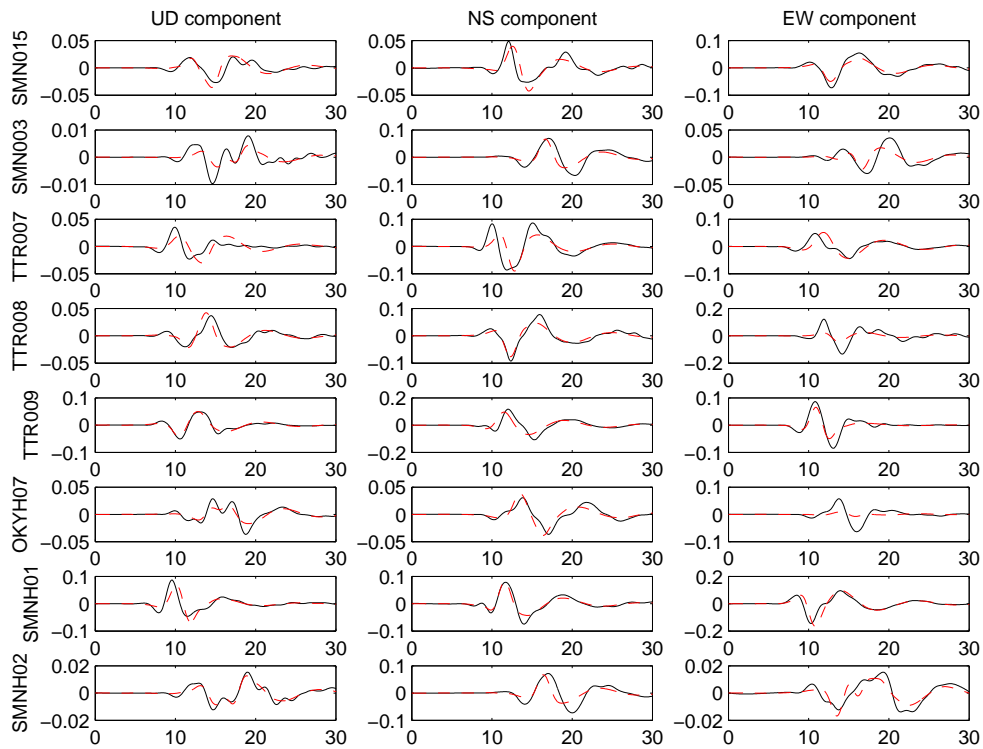 UD component NS component EW component
SMN015 0.05 0 −0.05 0 10 20 30 0.05 0 −0.05 0 10 20 30 0.1 0 −0.1 0 10 20 30
SMN003 0.01 0 −0.01 0 10 20 30 0.1 0 −0.1 0 10 20 30 0.05 0 −0.05 0 10 20 30
TTR007 0.05 0 −0.05 0 10 20 30 0.1 0 −0.1 0 10 20 30 0.1 0 −0.1 0 10 20 30
TTR008 0.05 0 −0.05 0 10 20 30 0.1 0 −0.1 0 10 20 30 0.2 0 −0.2 0 10 20 30
TTR009 0.1 0 −0.1 0 10 20 30 0.2 0 −0.2 0 10 20 30 0.1 0 −0.1 0 10 20 30
OKYH07 0.05 0 −0.05 0 10 20 30 0.05 0 −0.05 0 10 20 30 0.1 0 −0.1 0 10 20 30
SMNH01 0.1 0 −0.1 0 10 20 30 0.1 0 −0.1 0 10 20 30 0.2 0 −0.2 0 10 20 30
SMNH02 0.02 0 −0.02 0 10 20 30 0.1 0 −0.1 0 10 20 30 0.02 0 −0.02 0 10 20 30